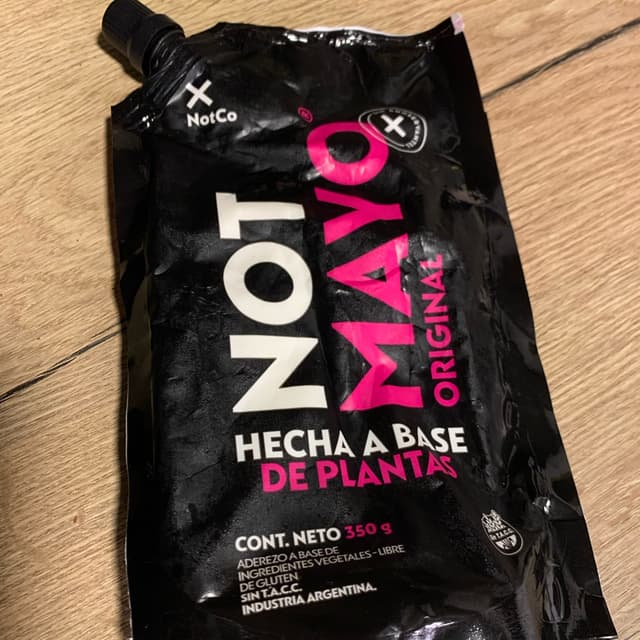 NotCo
NOT
MAYO®
ORIGINAL
HECHA A BASE
DE PLANTAS
CONT. NETO 350 g
ADEREZO A BASE DE
INGREDIENTES VEGETALES - LIBRE
DE GLUTEN
SIN T.A.C.C.
INDUSTRIA ARGENTINA.
Sin T.A.C.C.